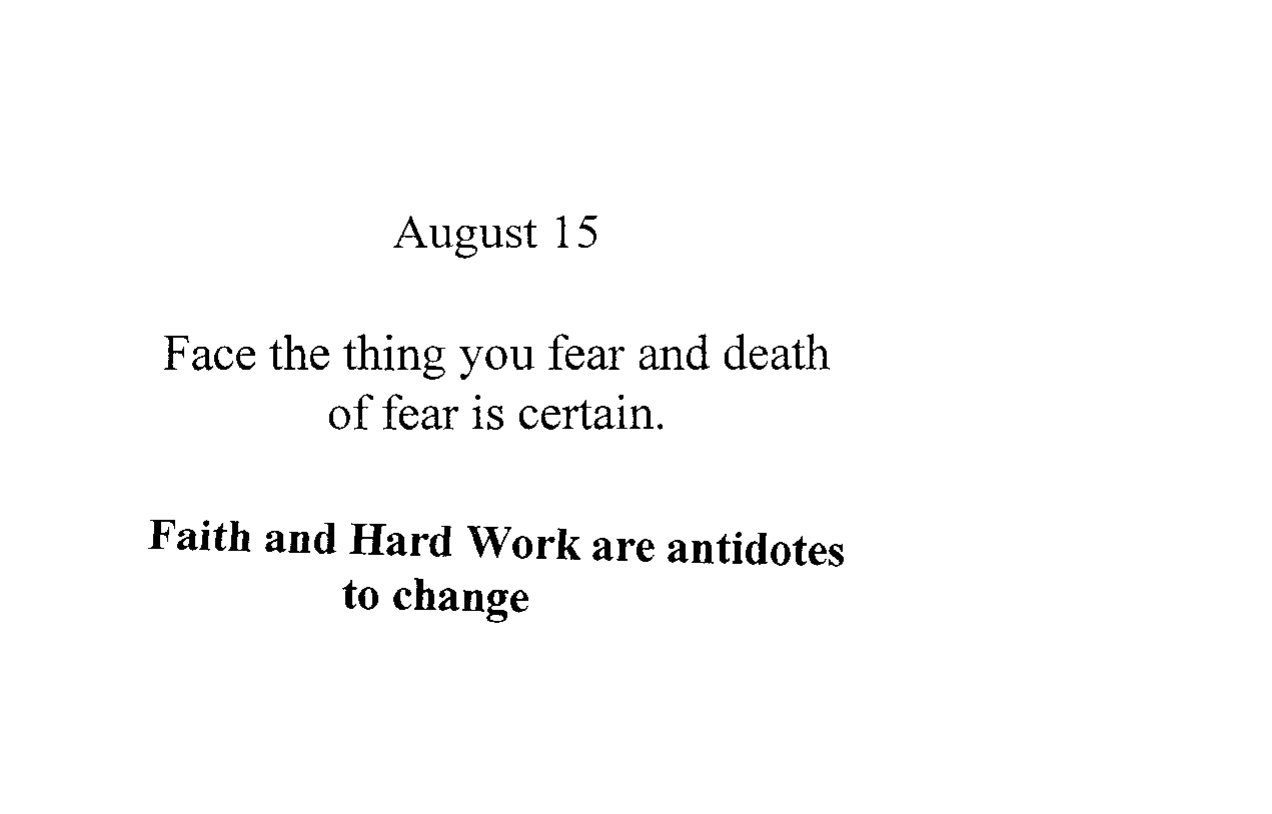 August 15
Face the thing you fear and death
of fear is certain.
Faith and Hard Work are antidotes
to change